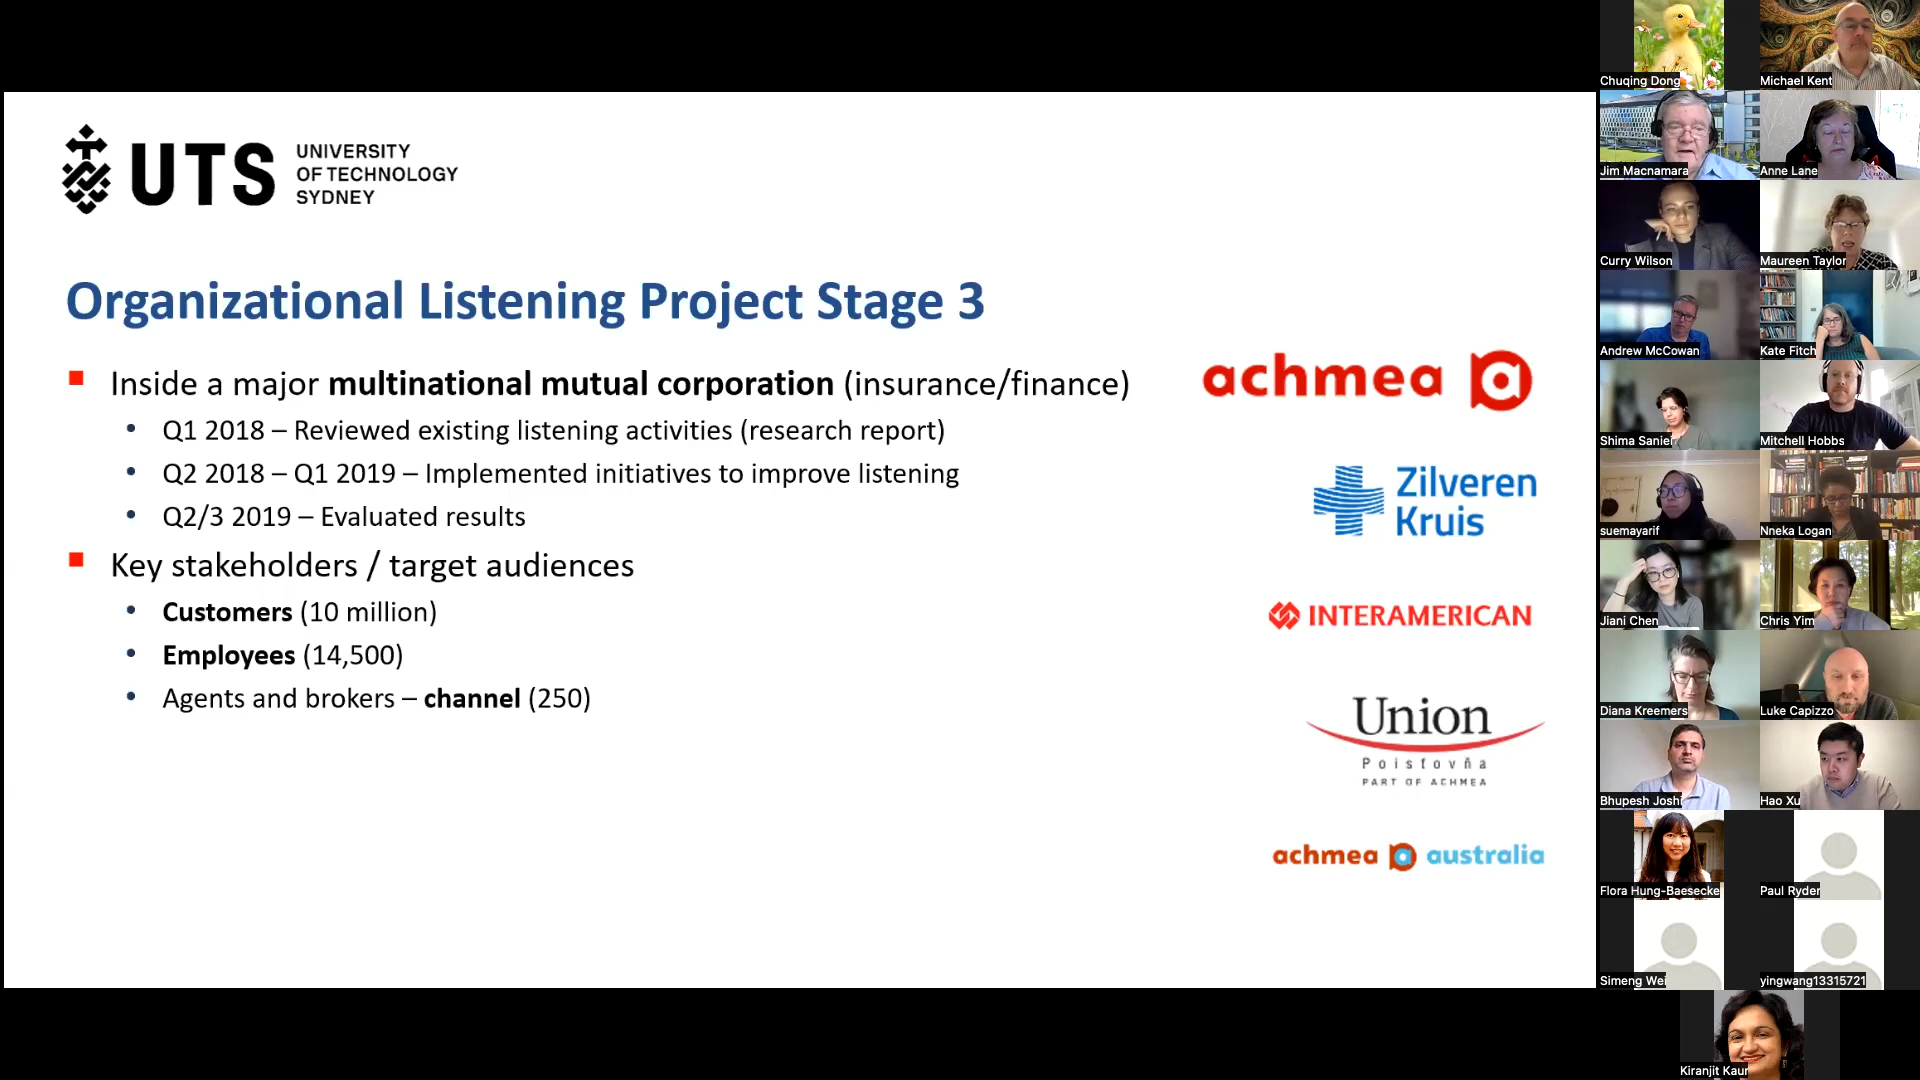 UTS
UNIVERSITY
OF TECHNOLOGY
SYDNEY
Organizational Listening Project Stage 3
Inside a major multinational mutual corporation (insurance/finance)
Q1 2018 – Reviewed existing listening activities (research report)
Q2 2018 – Q1 2019 – Implemented initiatives to improve listening
Q2/3 2019 – Evaluated results
Key stakeholders / target audiences
Customers (10 million)
Employees (14,500)
Agents and brokers – channel (250)
achmea
Zilveren
Kruis
INTERAMERICAN
Union
Poisťovňa
PART OF ACHMEA
achmea australia
Chuqing Dong
Michael Kent
Jim Macnamara
Anne Lane
Curry Wilson
Maureen Taylor
Andrew McCowan
Kate Fitch
Shima Saniei
Mitchell Hobbs
suemayarif
Nneka Logan
Jiani Chen
Chris Yim
Diana Kreemers
Luke Capizzo
Bhupesh Joshi
Hao Xu
Flora Hung-Baesecke
Paul Ryder
Simeng Wei
yingwang13315721
Kiranjit Kaur